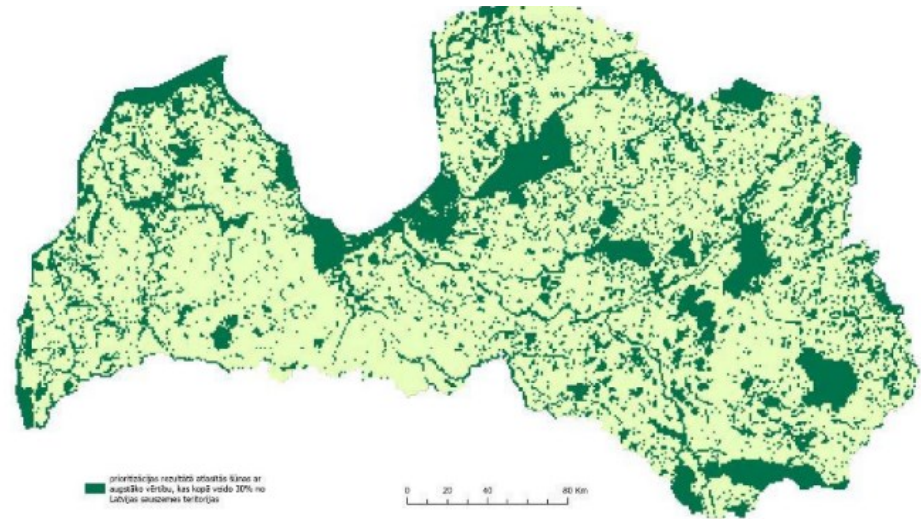 prioritizācijas rezultātā atlasītās šūnas ar
augstāko vērtību, kas kopā veido 30% no
Latvijas sauszemes teritorijas
0 20 40 80 Km